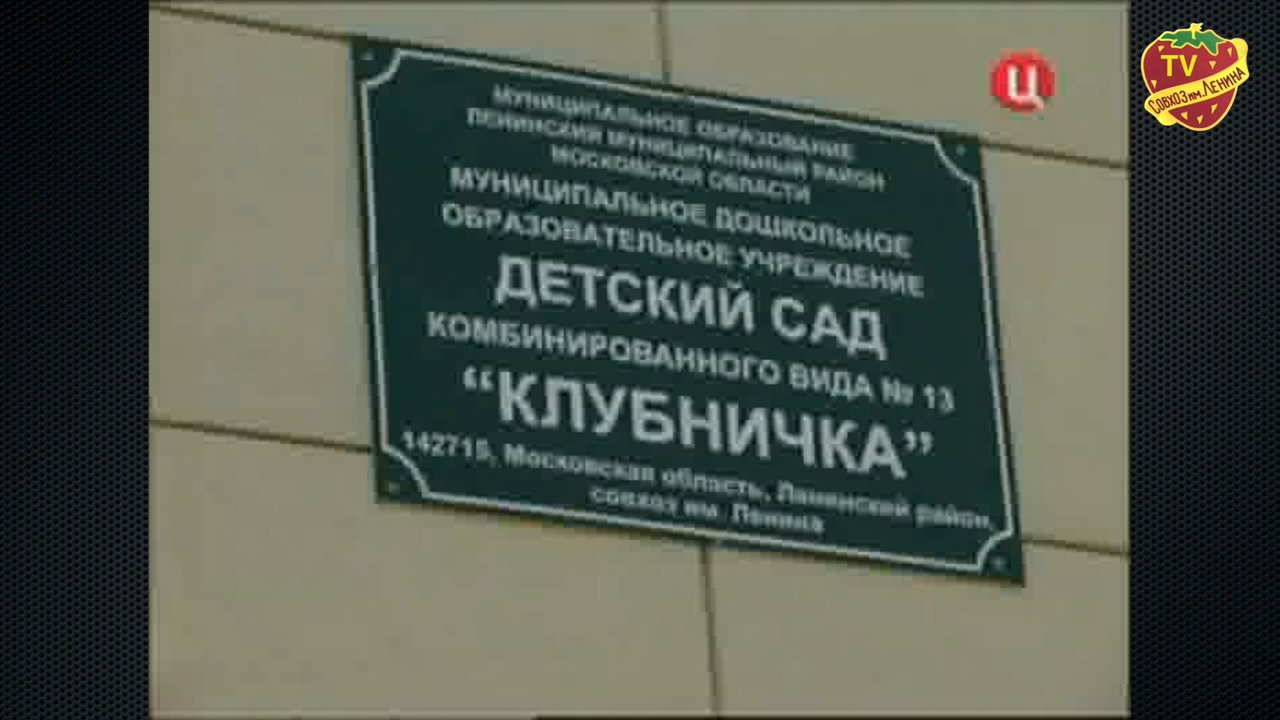 МУНИЦИПАЛЬНОЕ ОБРАЗОВАНИЕ
ЛЕНИНСКИЙ МУНИЦИПАЛЬНЫЙ РАЙОН
МОСКОВСКОЙ ОБЛАСТИ
МУНИЦИПАЛЬНОЕ ДОШКОЛЬНОЕ
ОБРАЗОВАТЕЛЬНОЕ УЧРЕЖДЕНИЕ
ДЕТСКИЙ САД
КОМБИНИРОВАННОГО ВИДА № 13
“КЛУБНИЧКА”
142715, Московская область, Ленинский район,
совхоз им. Ленина
Ц
TV
СОВХОЗ им. ЛЕНИНА